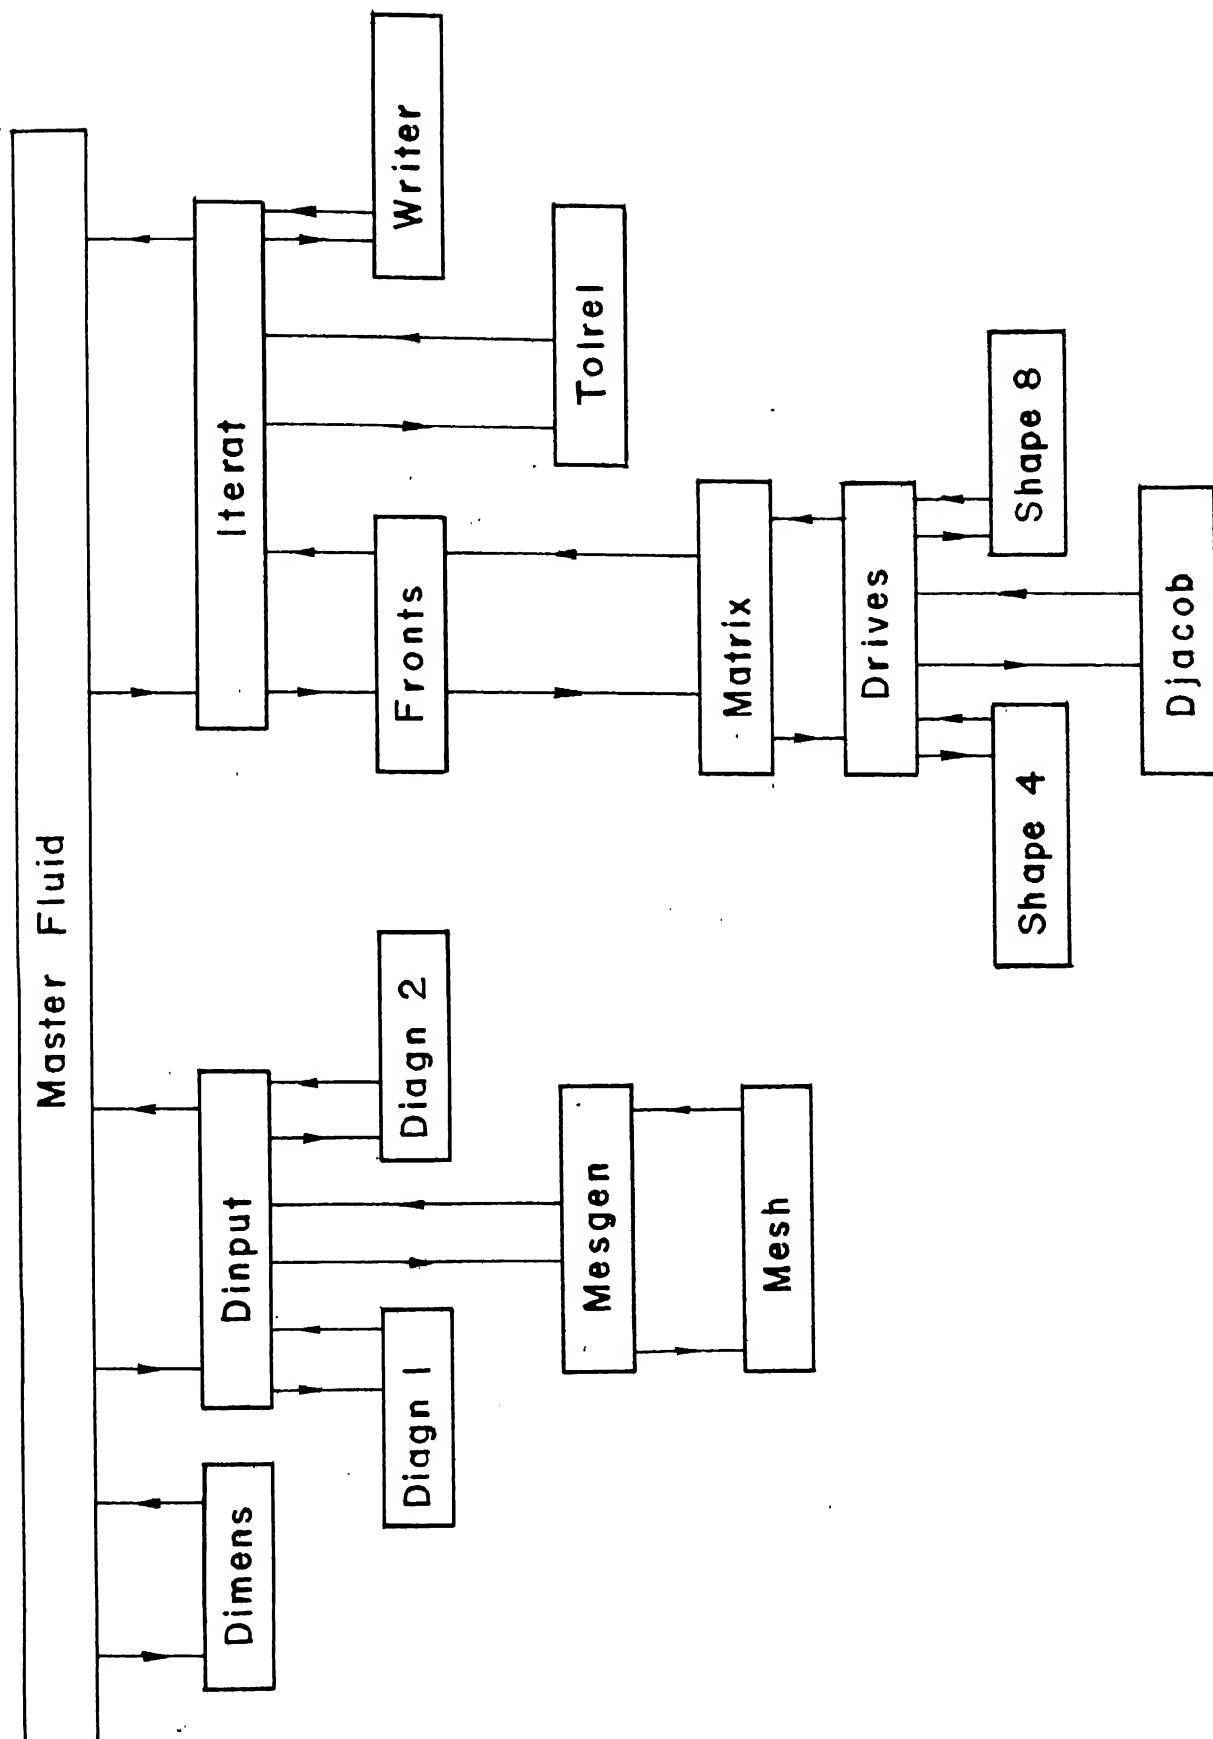 Master Fluid
Dimens
Dinput
Iterat
Diagn 1
Diagn 2
Fronts
Writer
Mesgen
Tolrel
Mesh
Matrix
Drives
Shape 4
Shape 8
Djacob